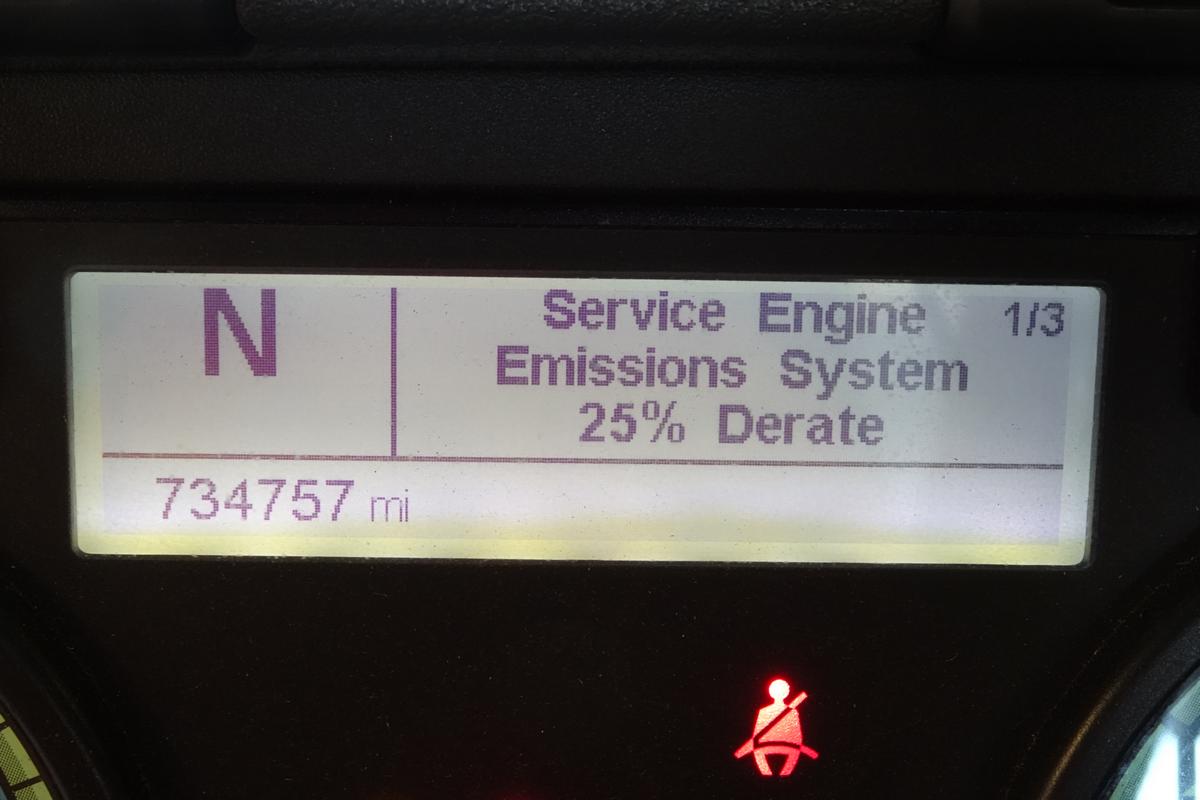 N
Service Engine 1/3
Emissions System
25% Derate
734757 mi